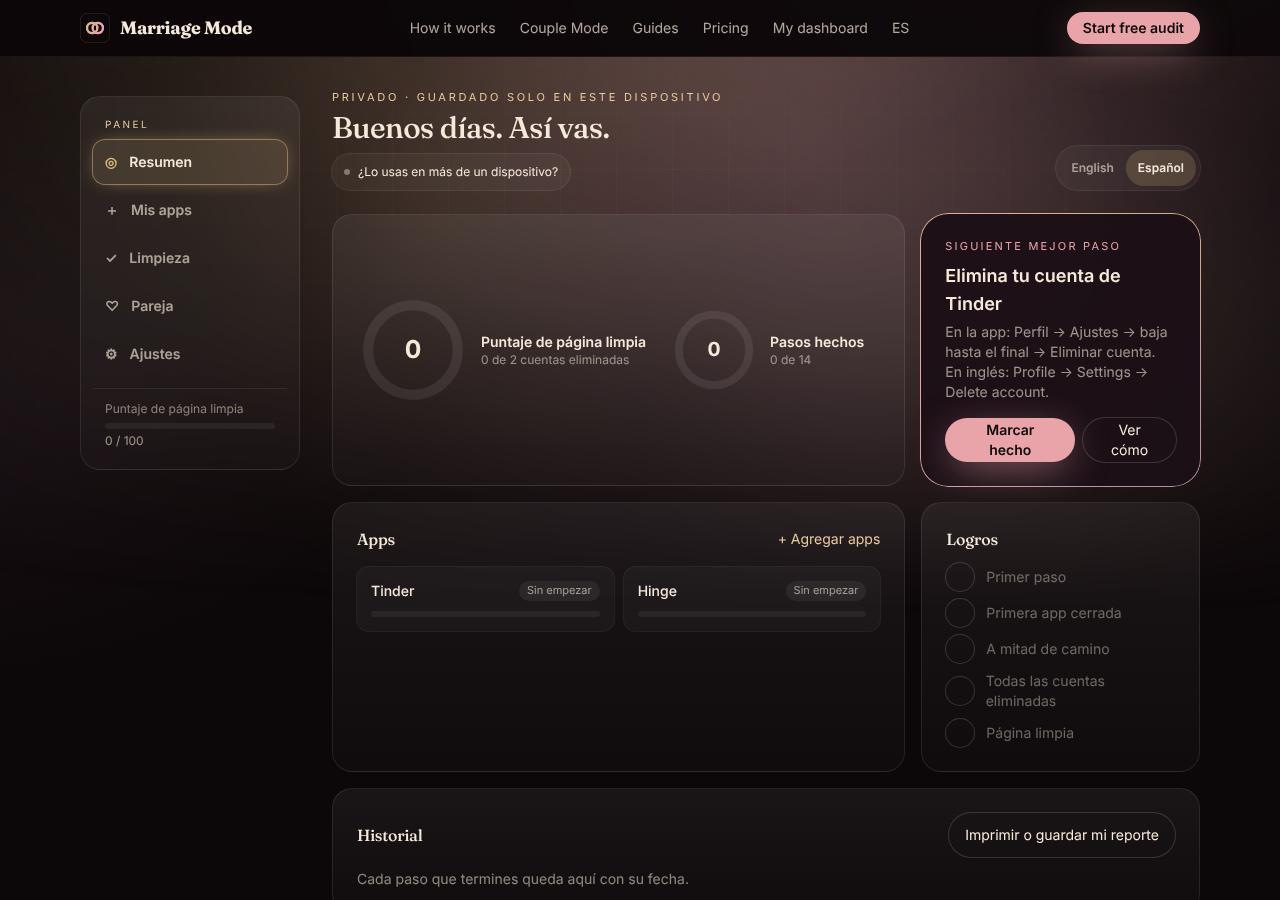 Marriage Mode
How it works
Couple Mode
Guides
Pricing
My dashboard
ES
Start free audit
PANEL
Resumen
Mis apps
Limpieza
Pareja
Ajustes
Puntaje de página limpia
0 / 100
PRIVADO · GUARDADO SOLO EN ESTE DISPOSITIVO
Buenos días. Así vas.
¿Lo usas en más de un dispositivo?
English
Español
0
Puntaje de página limpia
0 de 2 cuentas eliminadas
0
Pasos hechos
0 de 14
SIGUIENTE MEJOR PASO
Elimina tu cuenta de
Tinder
En la app: Perfil → Ajustes → baja
hasta el final → Eliminar cuenta.
En inglés: Profile → Settings →
Delete account.
Marcar
hecho
Ver
cómo
Apps
+ Agregar apps
Tinder
Sin empezar
Hinge
Sin empezar
Logros
Primer paso
Primera app cerrada
A mitad de camino
Todas las cuentas
eliminadas
Página limpia
Historial
Imprimir o guardar mi reporte
Cada paso que termines queda aquí con su fecha.